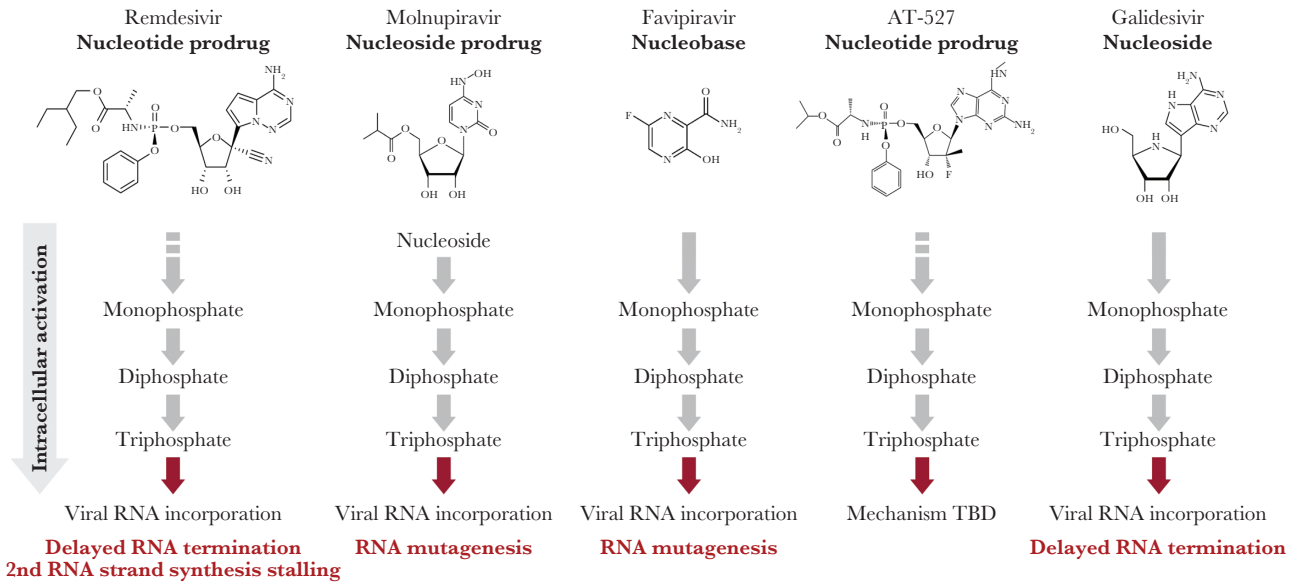 Remdesivir
Nucleotide prodrug
Molnupiravir
Nucleoside prodrug
Favipiravir
Nucleobase
AT-527
Nucleotide prodrug
Galidesivir
Nucleoside
NH2
N
N
N
O
O
O
HN
P
O
O
O
N
HO
OH
OH
HN
N
N
O
O
O
O
OH
OH
F
N
N
O
NH2
OH
HN
N
N
N
N
NH2
O
O
O
N
H
P
O
O
O
HO
F
H2N
N
N
H
N
HO
H
N
OH
OH
Intracellular activation
Monophosphate
Diphosphate
Triphosphate
Viral RNA incorporation
Delayed RNA termination
2nd RNA strand synthesis stalling
Nucleoside
Monophosphate
Diphosphate
Triphosphate
Viral RNA incorporation
RNA mutagenesis
Monophosphate
Diphosphate
Triphosphate
Viral RNA incorporation
RNA mutagenesis
Monophosphate
Diphosphate
Triphosphate
Mechanism TBD
Monophosphate
Diphosphate
Triphosphate
Viral RNA incorporation
Delayed RNA termination